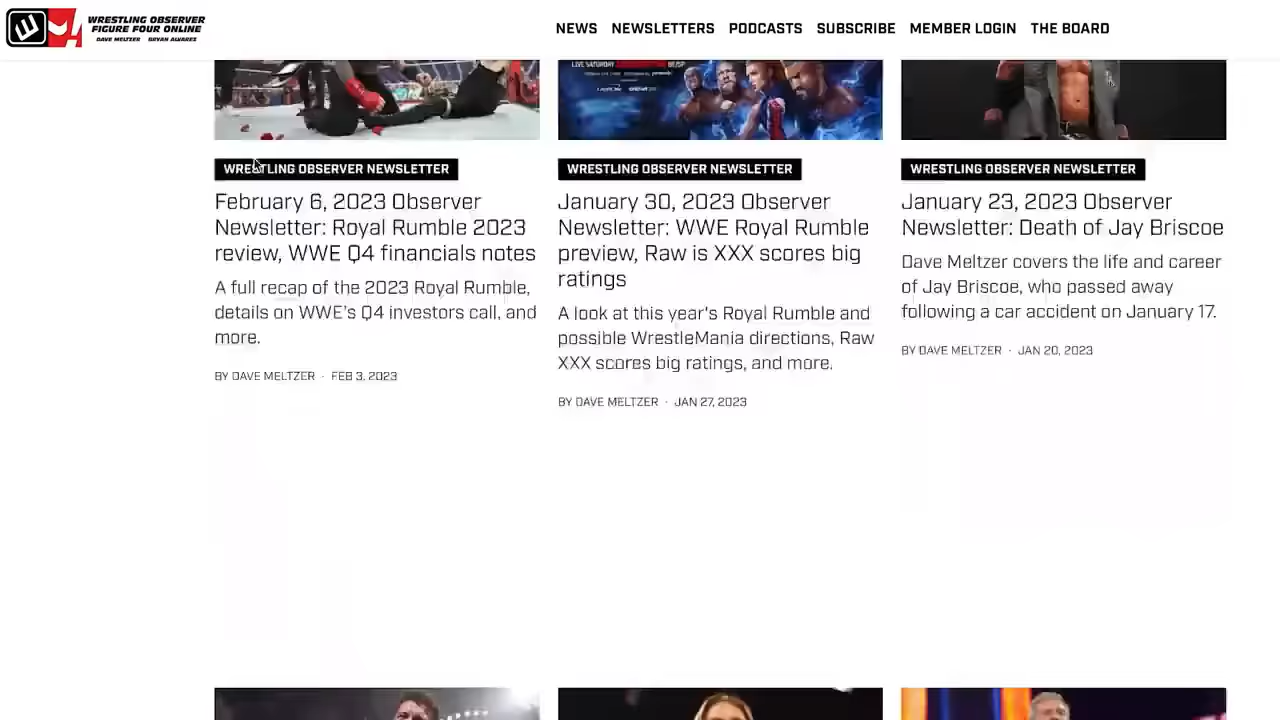 WRESTLING OBSERVER
FIGURE FOUR ONLINE
DAVE MELTZER BRYAN ALVAREZ
NEWS NEWSLETTERS PODCASTS SUBSCRIBE MEMBER LOGIN THE BOARD
LIVE SATURDAY
WRESTLING OBSERVER NEWSLETTER
February 6, 2023 Observer
Newsletter: Royal Rumble 2023
review, WWE Q4 financials notes
A full recap of the 2023 Royal Rumble,
details on WWE's Q4 investors call, and
more.
BY DAVE MELTZER · FEB 3, 2023
WRESTLING OBSERVER NEWSLETTER
January 30, 2023 Observer
Newsletter: WWE Royal Rumble
preview, Raw is XXX scores big
ratings
A look at this year's Royal Rumble and
possible WrestleMania directions, Raw
XXX scores big ratings, and more.
BY DAVE MELTZER · JAN 27, 2023
WRESTLING OBSERVER NEWSLETTER
January 23, 2023 Observer
Newsletter: Death of Jay Briscoe
Dave Meltzer covers the life and career
of Jay Briscoe, who passed away
following a car accident on January 17.
BY DAVE MELTZER · JAN 20, 2023